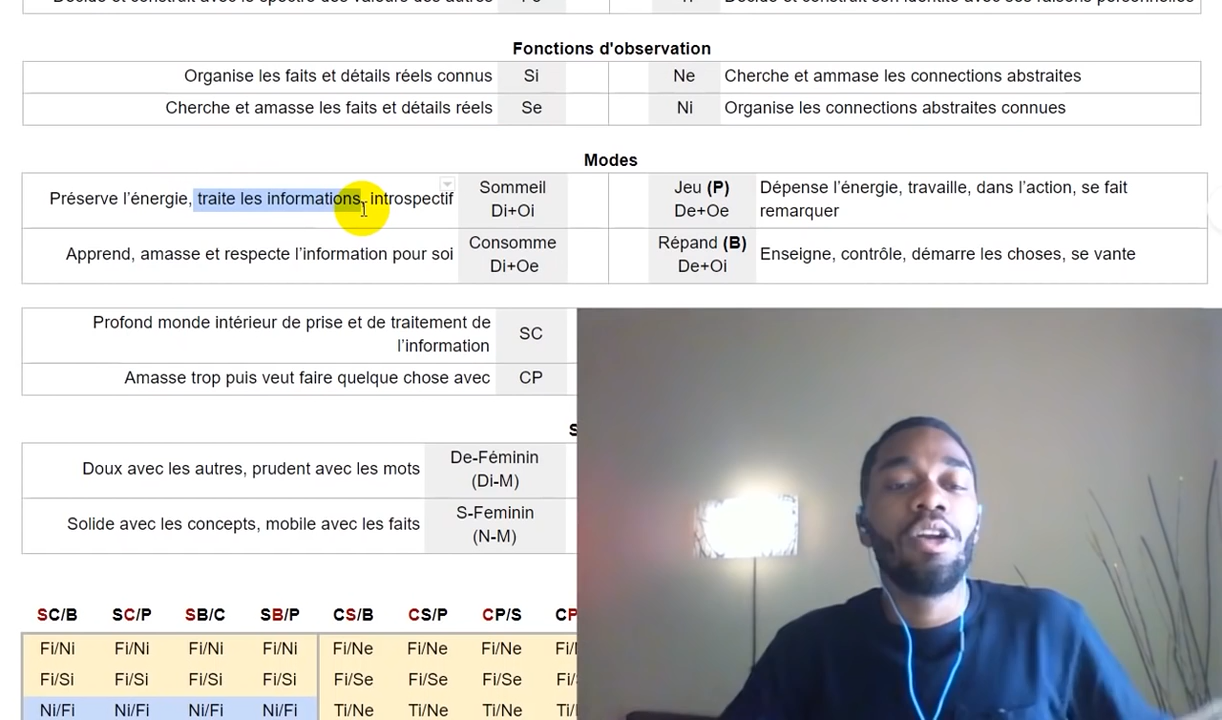 Fonctions d'observation
Organise les faits et détails réels connus Si Ne Cherche et ammase les connections abstraites
Cherche et amasse les faits et détails réels Se Ni Organise les connections abstraites connues
Modes
Préserve l'énergie, traite les informations, introspectif Sommeil Di+Oi Jeu (P) De+Oe Dépense l'énergie, travaille, dans l'action, se fait remarquer
Apprend, amasse et respecte l'information pour soi Consomme Di+Oe Répand (B) De+Oi Enseigne, contrôle, démarre les choses, se vante
Profond monde intérieur de prise et de traitement de l'information SC
Amasse trop puis veut faire quelque chose avec CP
Doux avec les autres, prudent avec les mots De-Féminin (Di-M)
Solide avec les concepts, mobile avec les faits S-Feminin (N-M)
SC/B SC/P SB/C SB/P CS/B CS/P CP/S
Fi/Ni Fi/Ni Fi/Ni Fi/Ni Fi/Ne Fi/Ne Fi/Ne
Fi/Si Fi/Si Fi/Si Fi/Si Fi/Se Fi/Se Fi/Se
Ni/Fi Ni/Fi Ni/Fi Ni/Fi Ti/Ne Ti/Ne Ti/Ne